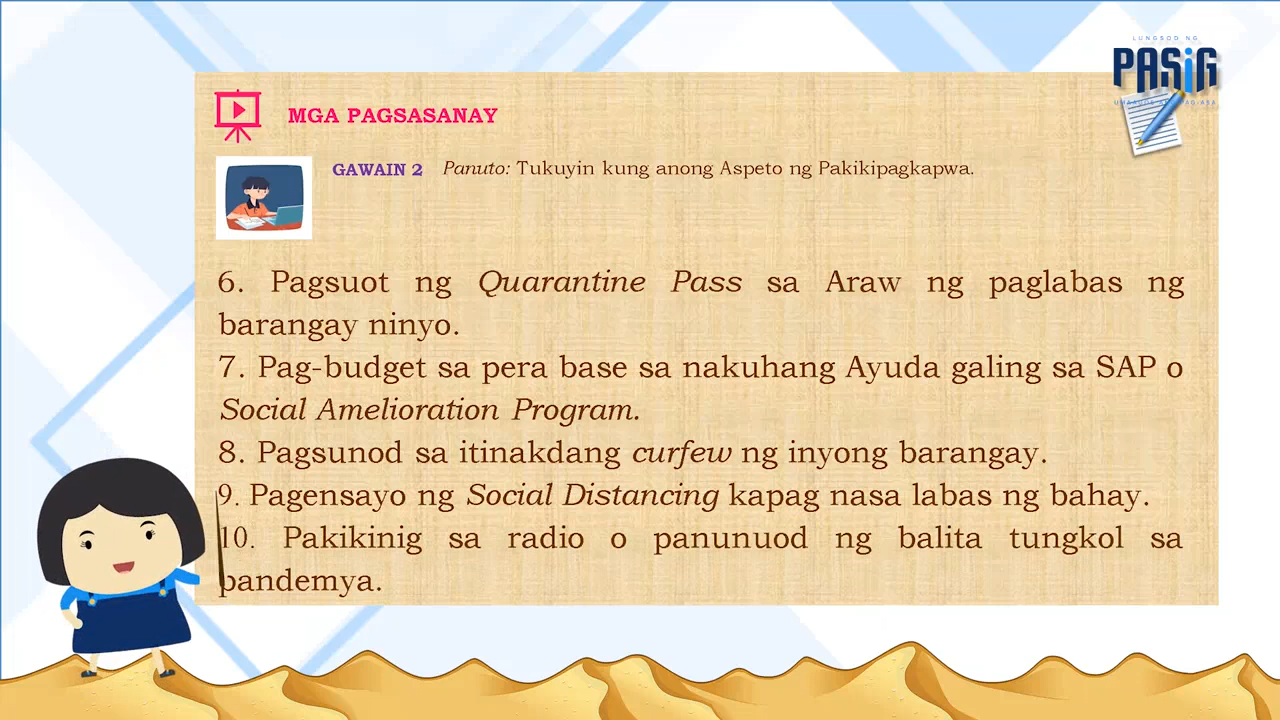 LUNGSOD NG
PASiG
MGA PAGSASANAY
GAWAIN 2 Panuto: Tukuyin kung anong Aspeto ng Pakikipagkapwa.
6. Pagsuot ng Quarantine Pass sa Araw ng paglabas ng
barangay ninyo.
7. Pag-budget sa pera base sa nakuhang Ayuda galing sa SAP o
Social Amelioration Program.
8. Pagsunod sa itinakdang curfew ng inyong barangay.
9. Pagensayo ng Social Distancing kapag nasa labas ng bahay.
10. Pakikinig sa radio o panunuod ng balita tungkol sa
pandemya.